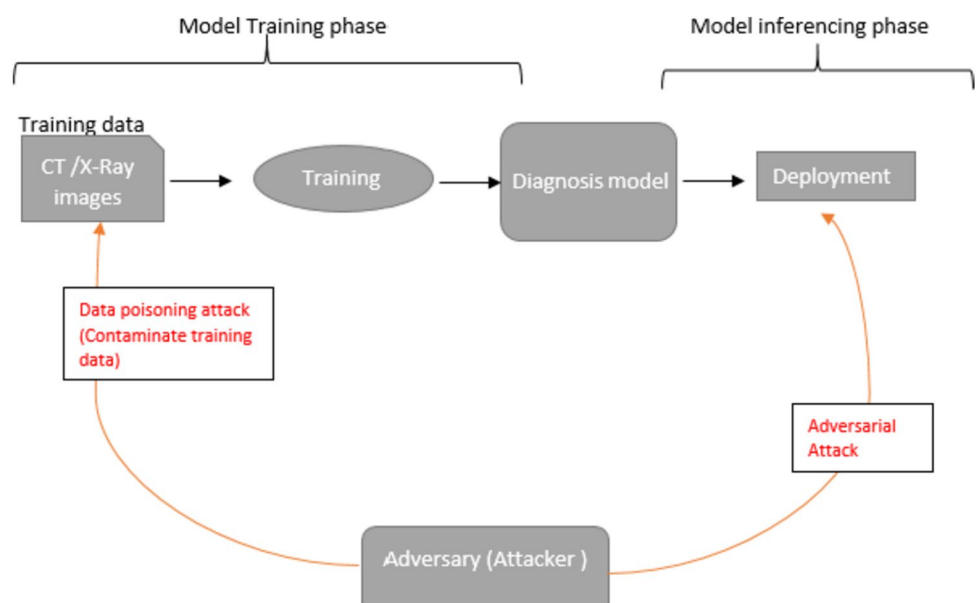 Model Training phase
Model inferencing phase
Training data
CT /X-Ray
images
Training
Diagnosis model
Deployment
Data poisoning attack
(Contaminate training
data)
Adversarial
Attack
Adversary (Attacker )